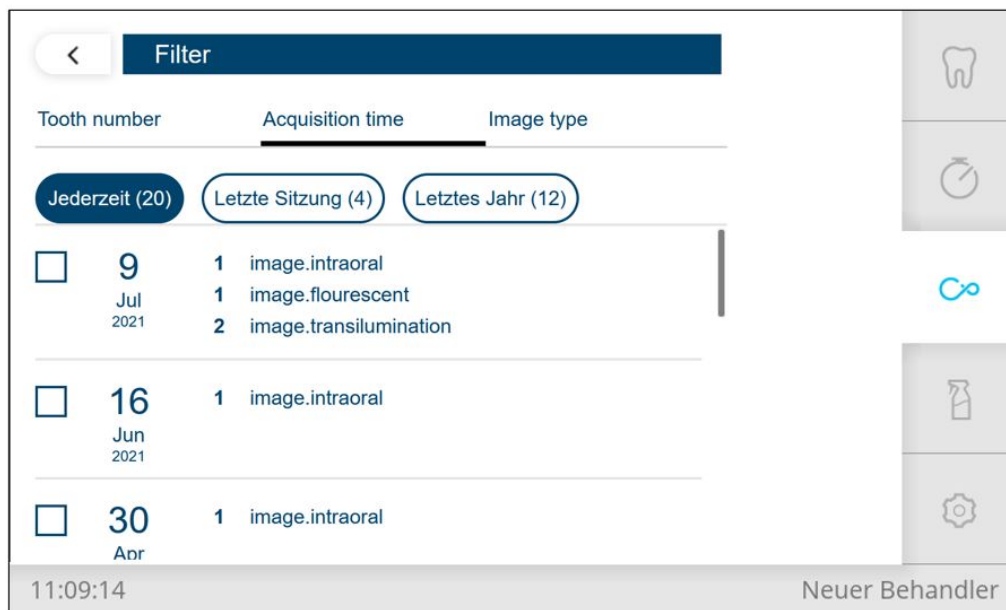 Filter
Tooth number Acquisition time Image type
Jederzeit (20) Letzte Sitzung (4) Letztes Jahr (12)
9 1 image.intraoral
Jul 1 image.flourescent
2021 2 image.transilumination
16 1 image.intraoral
Jun
2021
30 1 image.intraoral
Apr
11:09:14 Neuer Behandler